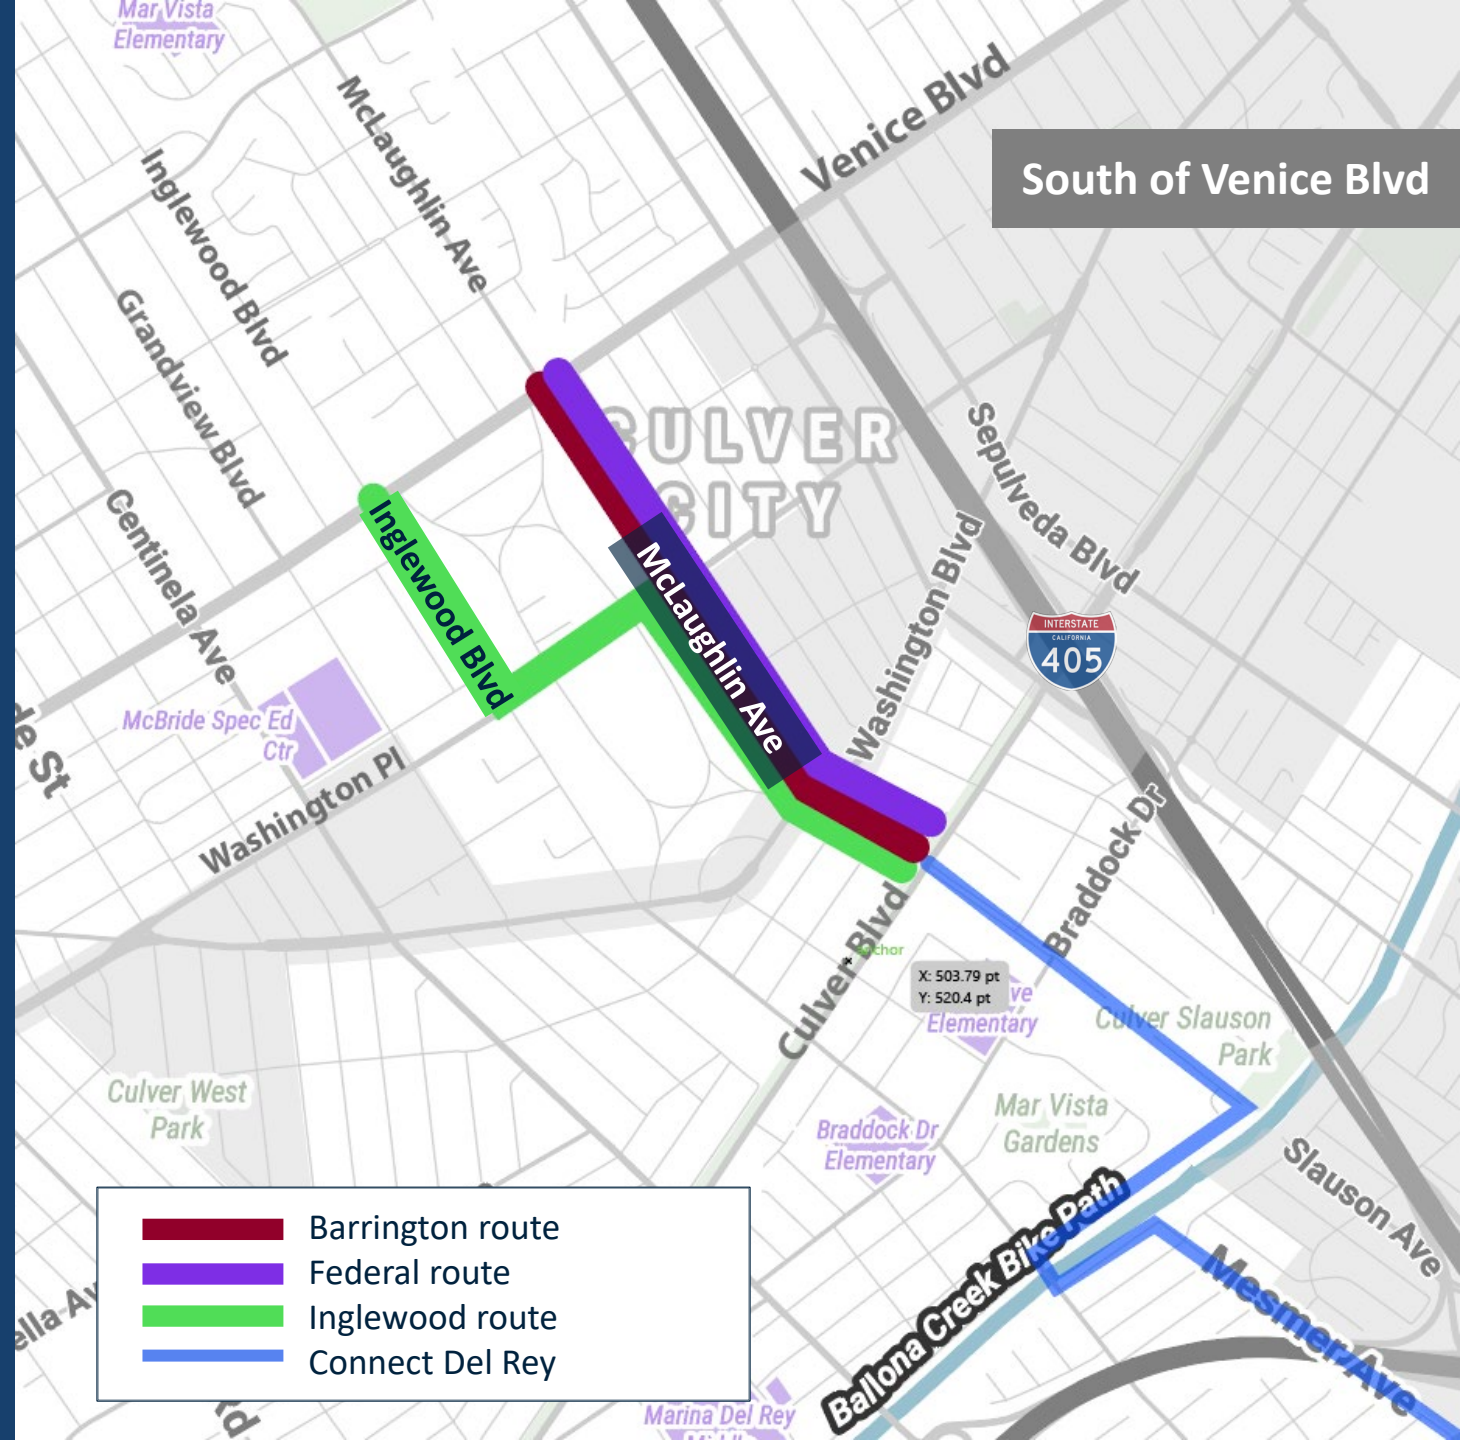 Mar Vista
Elementary
McLaughlin Ave
Venice Blvd
South of Venice Blvd
Inglewood Blvd
Grandview Blvd
CULVER
CITY
Sepulveda Blvd
Centinela Ave
Inglewood Blvd
McLaughlin Ave
Washington Blvd
INTERSTATE
CALIFORNIA
405
McBride Spec Ed
Ctr
St
Washington Pl
Braddock Dr
Culver Blvd
anchor
X: 503.79 pt
Y: 520.4 pt
Elementary
Culver Slauson
Park
Culver West
Park
Mar Vista
Gardens
Braddock Dr
Elementary
Slauson Ave
Ballona Creek Bike Path
Mesmer Ave
Barrington route
Federal route
Inglewood route
Connect Del Rey
Marina Del Rey